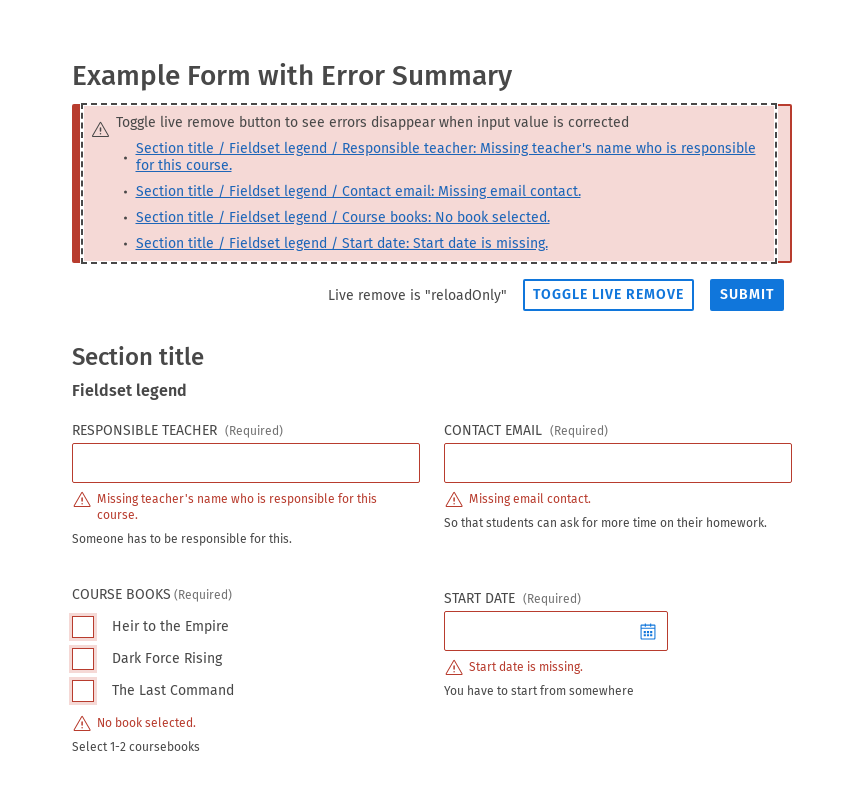 Example Form with Error Summary
Toggle live remove button to see errors disappear when input value is corrected
Section title / Fieldset legend / Responsible teacher: Missing teacher's name who is responsible
for this course.
Section title / Fieldset legend / Contact email: Missing email contact.
Section title / Fieldset legend / Course books: No book selected.
Section title / Fieldset legend / Start date: Start date is missing.
Live remove is "reloadOnly"
TOGGLE LIVE REMOVE
SUBMIT
Section title
Fieldset legend
RESPONSIBLE TEACHER (Required)
Missing teacher's name who is responsible for this
course.
Someone has to be responsible for this.
CONTACT EMAIL (Required)
Missing email contact.
So that students can ask for more time on their homework.
COURSE BOOKS (Required)
Heir to the Empire
Dark Force Rising
The Last Command
No book selected.
Select 1-2 coursebooks
START DATE (Required)
Start date is missing.
You have to start from somewhere